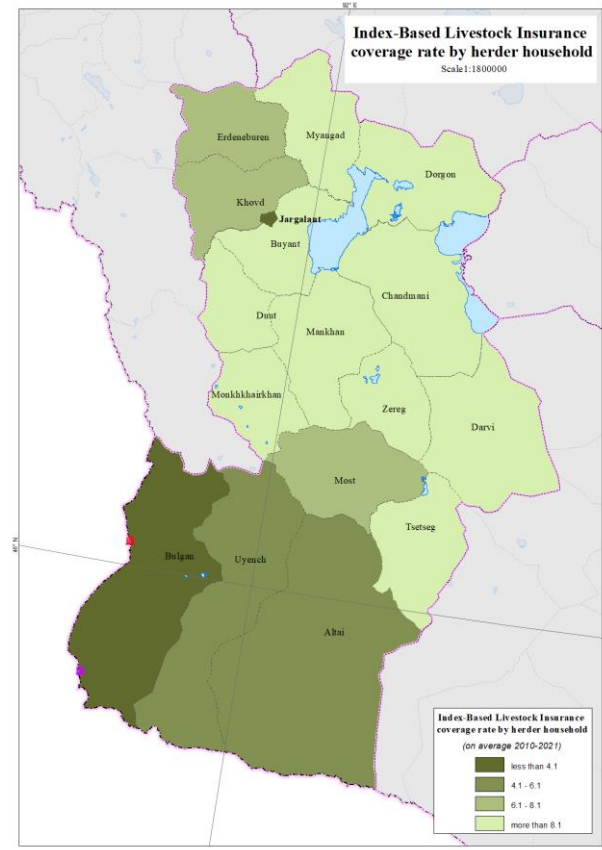 92° E
Index-Based Livestock Insurance
coverage rate by herder household
Scale1:1800000
Erdeneburen
Myangad
Dorgon
Khovd
Jargalant
Buyant
Chandmani
Duut
Mankhan
Monkhkhairkhan
Zereg
Darvi
Most
Tsetseg
Bulgan
Uyench
Altai
Index-Based Livestock Insurance
coverage rate by herder household
(on average 2010-2021)
less than 4.1
4.1 - 6.1
6.1 - 8.1
more than 8.1